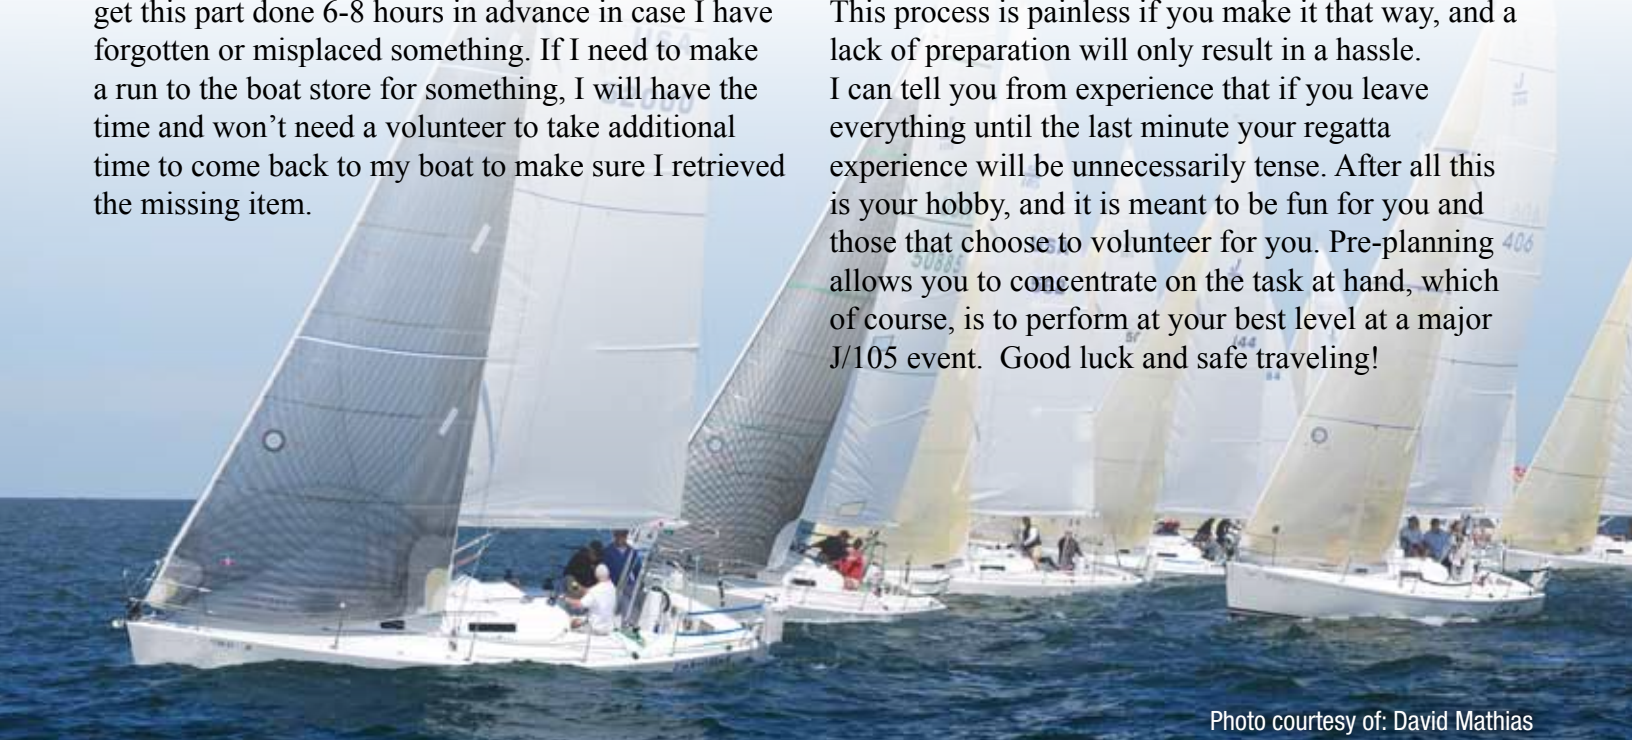 get this part done 6-8 hours in advance in case I have
forgotten or misplaced something. If I need to make
a run to the boat store for something, I will have the
time and won’t need a volunteer to take additional
time to come back to my boat to make sure I retrieved
the missing item.
This process is painless if you make it that way, and a
lack of preparation will only result in a hassle.
I can tell you from experience that if you leave
everything until the last minute your regatta
experience will be unnecessarily tense. After all this
is your hobby, and it is meant to be fun for you and
those that choose to volunteer for you. Pre-planning
allows you to concentrate on the task at hand, which
of course, is to perform at your best level at a major
J/105 event.  Good luck and safe traveling!
USA
50885
406
J
Photo courtesy of: David Mathias